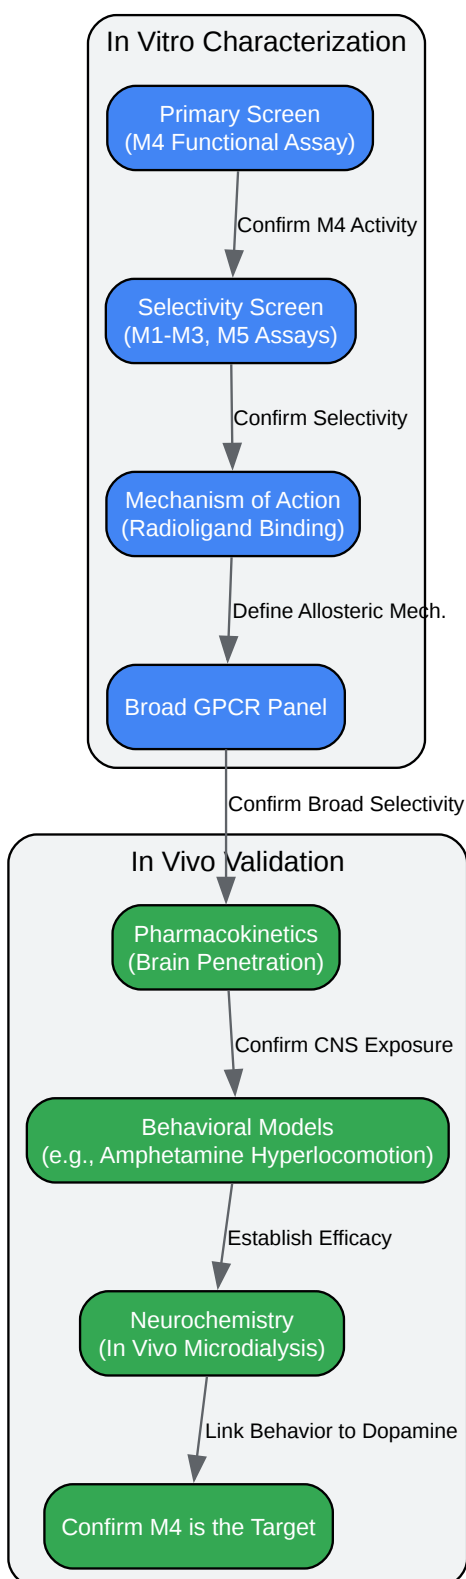 In Vitro Characterization
Primary Screen
(M4 Functional Assay)
Confirm M4 Activity
Selectivity Screen
(M1-M3, M5 Assays)
Confirm Selectivity
Mechanism of Action
(Radioligand Binding)
Define Allosteric Mech.
Broad GPCR Panel
Confirm Broad Selectivity
In Vivo Validation
Pharmacokinetics
(Brain Penetration)
Confirm CNS Exposure
Behavioral Models
(e.g., Amphetamine Hyperlocomotion)
Establish Efficacy
Neurochemistry
(In Vivo Microdialysis)
Link Behavior to Dopamine
Confirm M4 is the Target